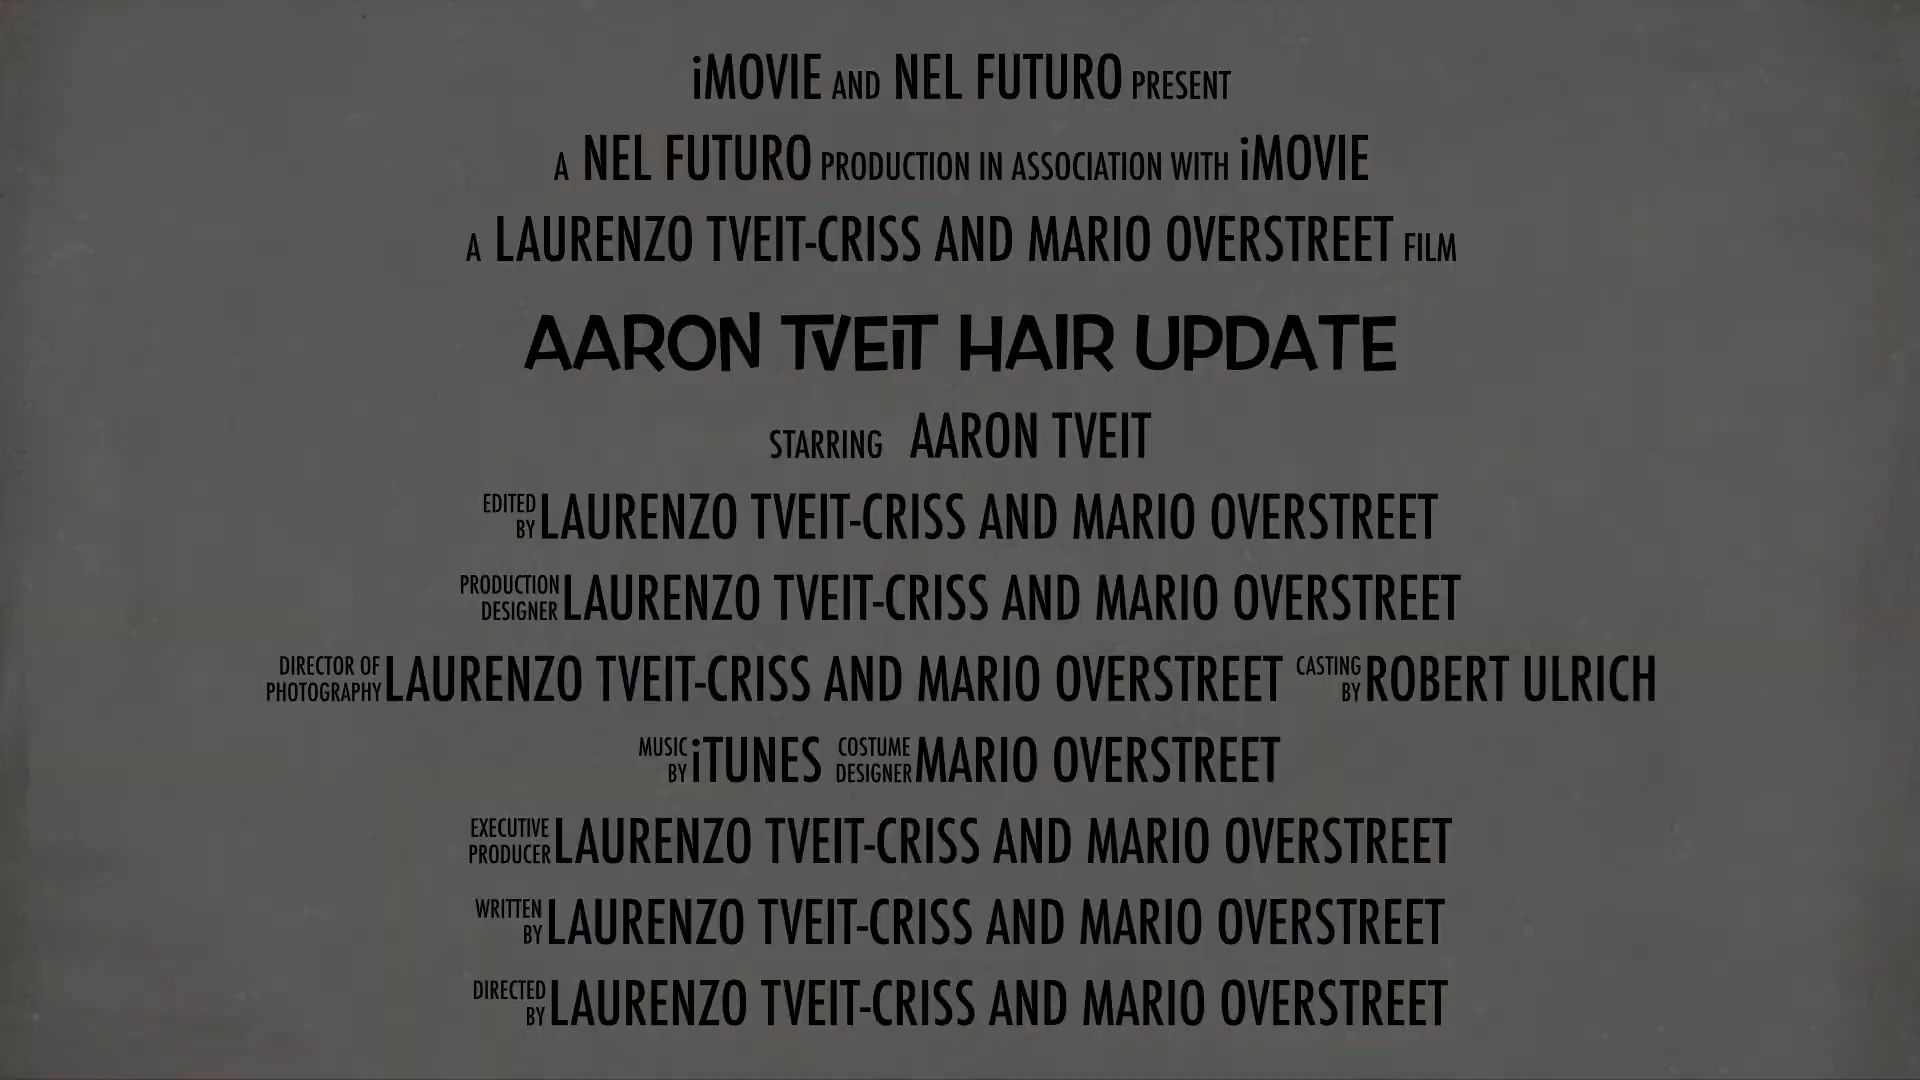 iMOVIE AND NEL FUTURO PRESENT
A NEL FUTURO PRODUCTION IN ASSOCIATION WITH iMOVIE
A LAURENZO TVEIT-CRISS AND MARIO OVERSTREET FILM
AARON TVEiT HAIR UPDATE
STARRING AARON TVEIT
EDITED BY LAURENZO TVEIT-CRISS AND MARIO OVERSTREET
PRODUCTION DESIGNER LAURENZO TVEIT-CRISS AND MARIO OVERSTREET
DIRECTOR OF PHOTOGRAPHY LAURENZO TVEIT-CRISS AND MARIO OVERSTREET CASTING BY ROBERT ULRICH
MUSIC BY iTUNES COSTUME DESIGNER MARIO OVERSTREET
EXECUTIVE PRODUCER LAURENZO TVEIT-CRISS AND MARIO OVERSTREET
WRITTEN BY LAURENZO TVEIT-CRISS AND MARIO OVERSTREET
DIRECTED BY LAURENZO TVEIT-CRISS AND MARIO OVERSTREET